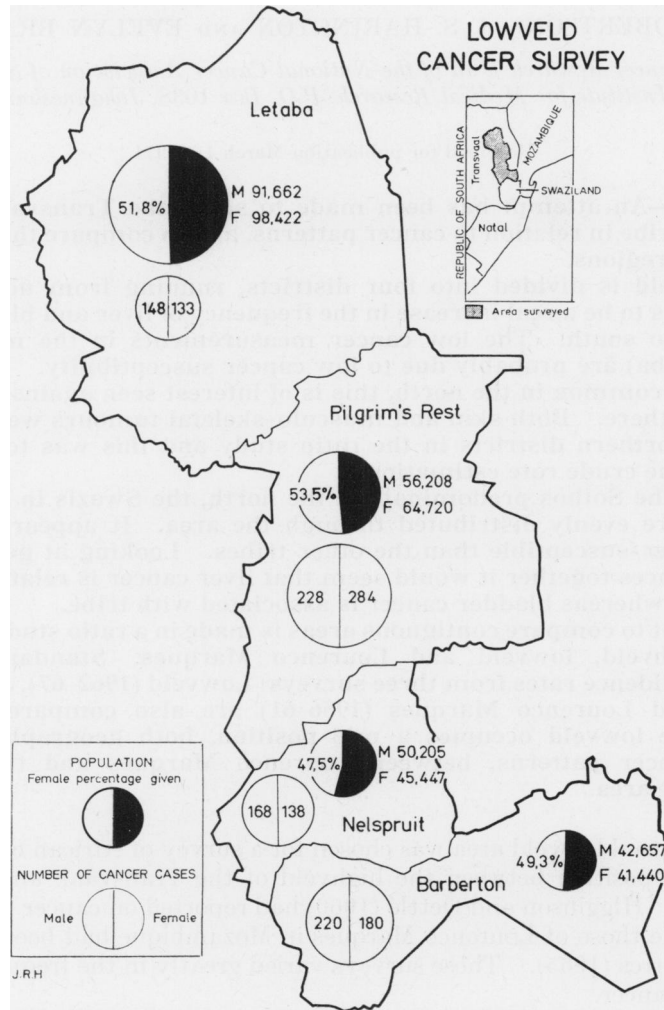 LOWVELD
CANCER SURVEY
Letaba
MOZAMBIQUE
Transvaal
REPUBLIC OF SOUTH AFRICA
SWAZILAND
Natal
Area surveyed
51,8%
M 91,662
F 98,422
148 133
Pilgrim's Rest
53,5%
M 56,208
F 64,720
228 284
47,5%
M 50,205
F 45,447
168 138
Nelspruit
Barberton
49,3%
M 42,657
F 41,440
220 180
POPULATION
Female percentage given
NUMBER OF CANCER CASES
Male
Female
J.R.H